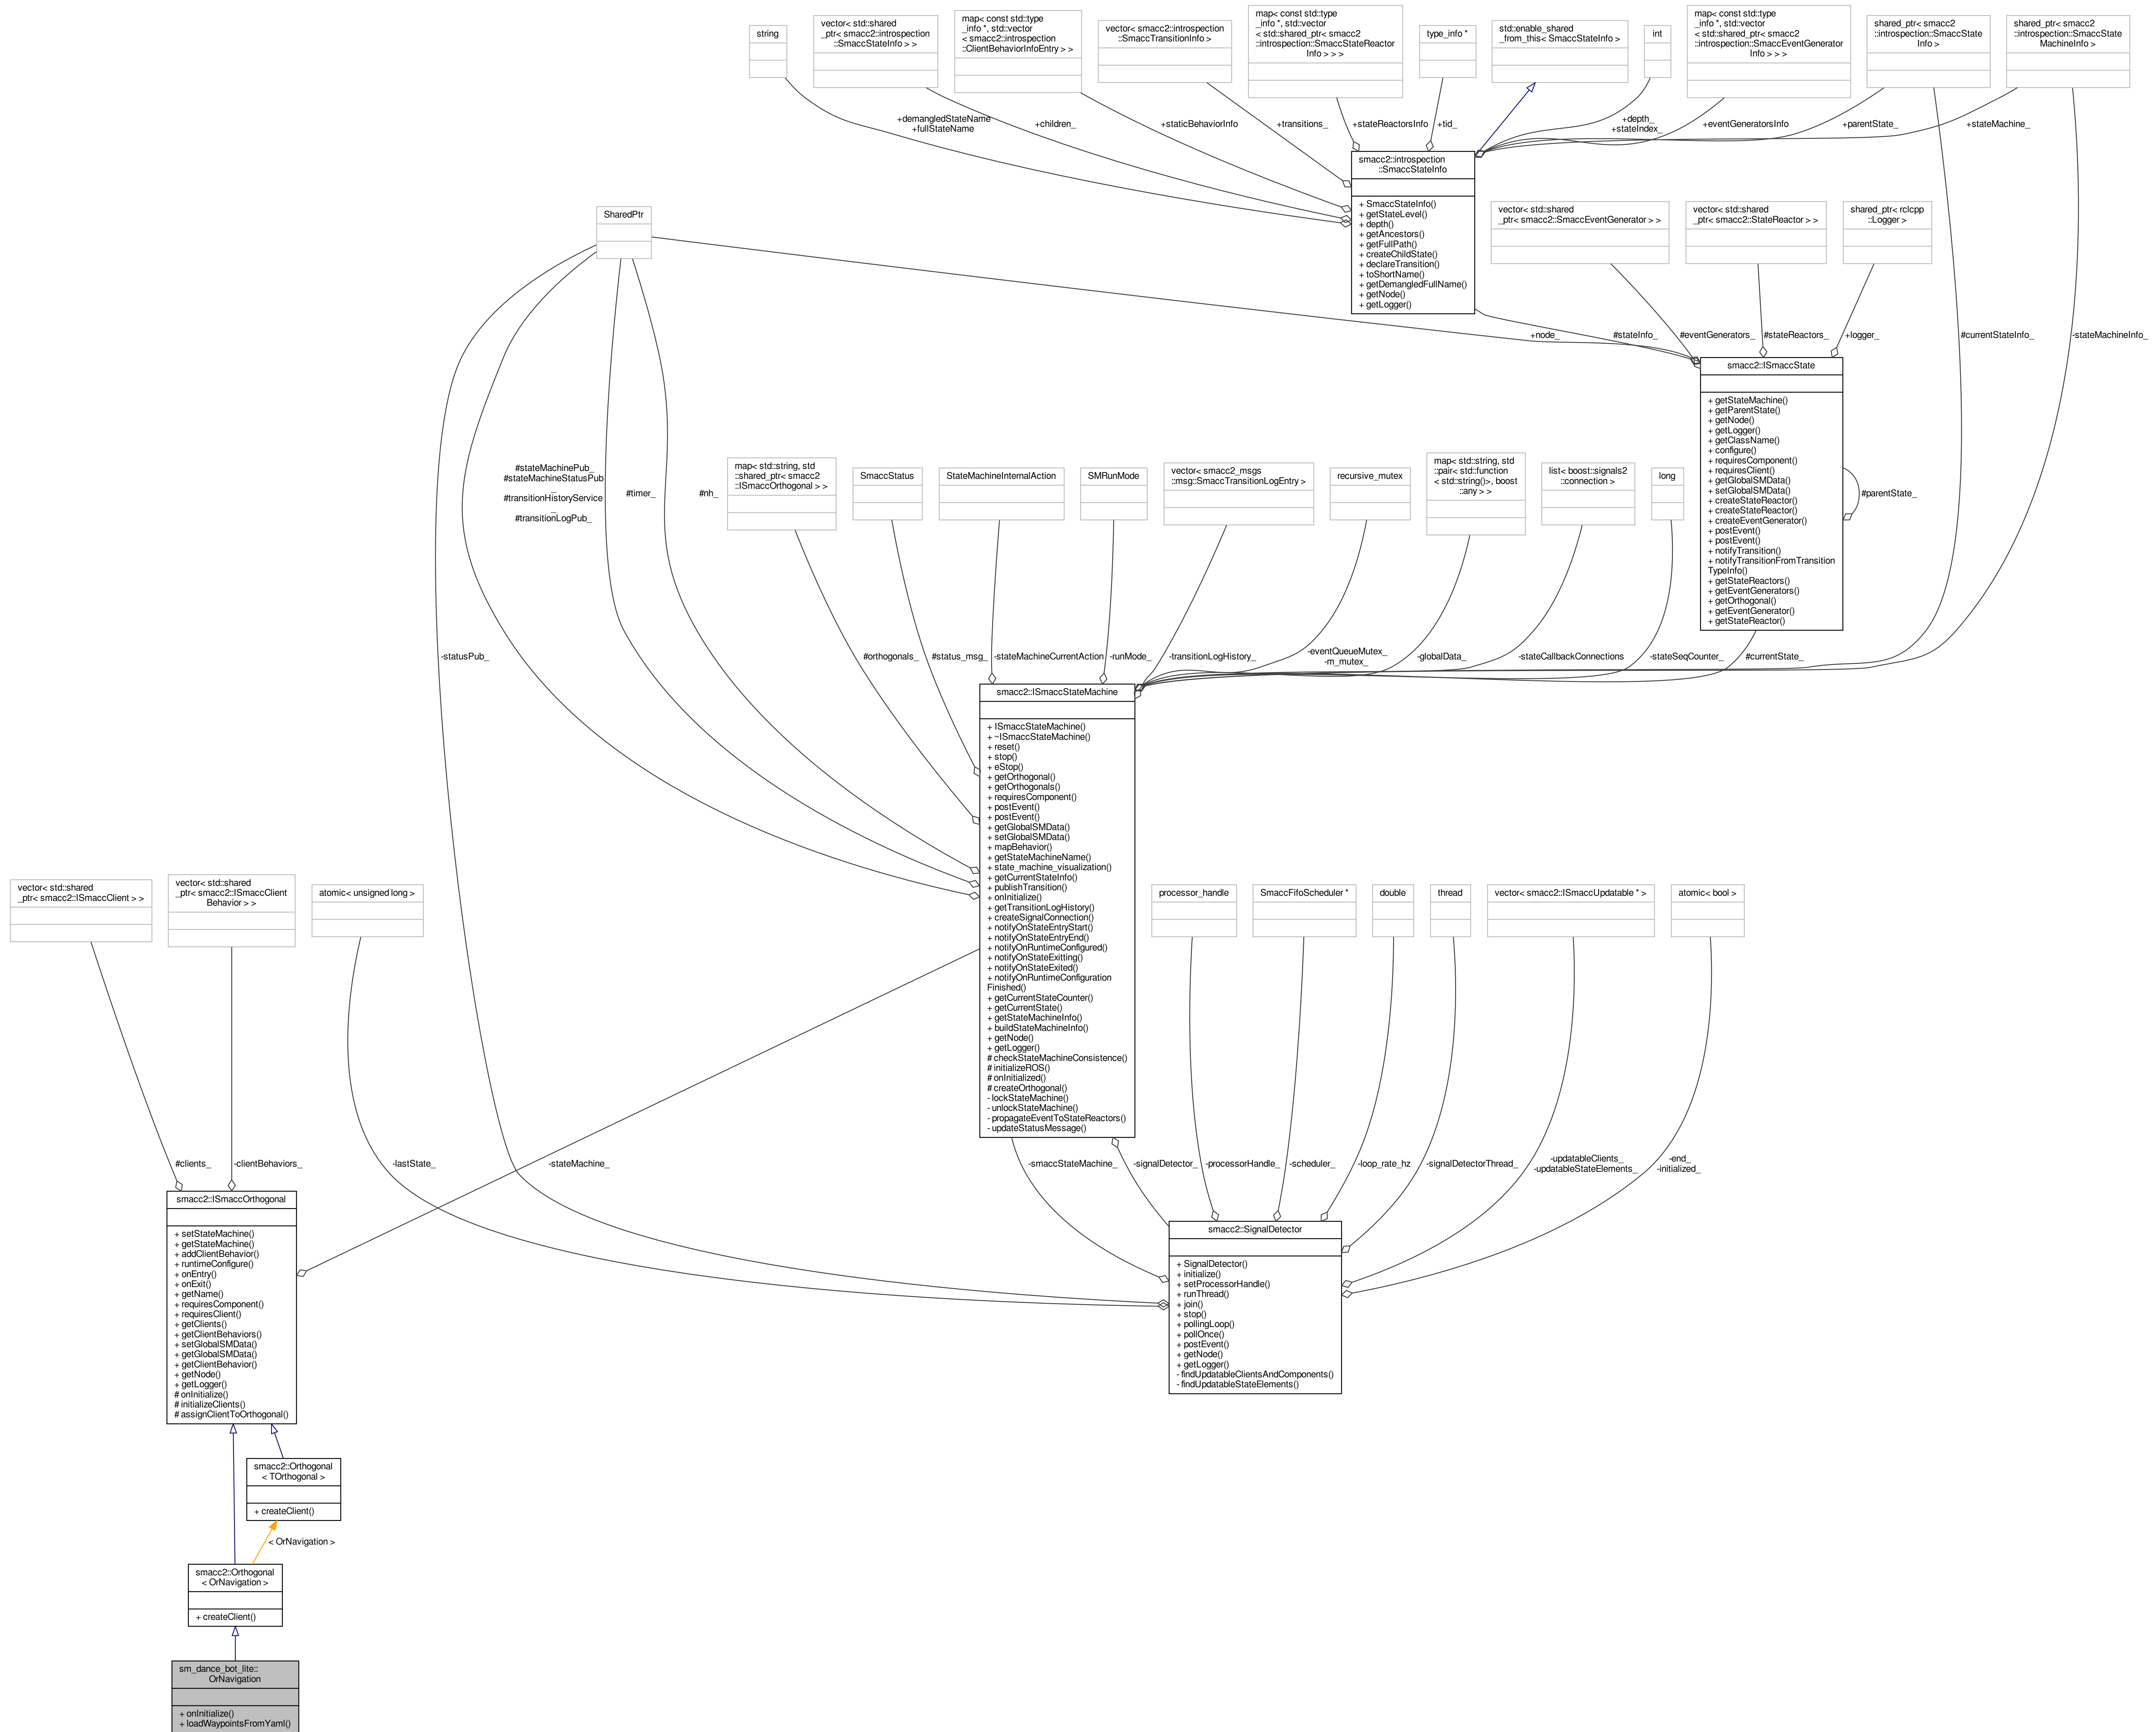 string
vector< std::shared
_ptr< smacc2::introspection
::SmaccStateInfo > >
map< const std::type
_info *, std::vector
< smacc2::introspection
::ClientBehaviorInfoEntry > >
vector< smacc2::introspection
::SmaccTransitionInfo >
map< const std::type
_info *, std::vector
< std::shared_ptr< smacc2
::introspection::SmaccStateReactor
Info > > >
type_info *
std::enable_shared
_from_this< SmaccStateInfo >
int
map< const std::type
_info *, std::vector
< std::shared_ptr< smacc2
::introspection::SmaccEventGenerator
Info > > >
shared_ptr< smacc2
::introspection::SmaccState
Info >
shared_ptr< smacc2
::introspection::SmaccState
MachineInfo >
+demangledStateName
+fullStateName
+children_
+staticBehaviorInfo
+transitions_
+stateReactorsInfo
+tid_
+depth_
+stateIndex_
+eventGeneratorsInfo
+parentState_
+stateMachine_
smacc2::introspection
::SmaccStateInfo
+ SmaccStateInfo()
+ getStateLevel()
+ depth()
+ getAncestors()
+ getFullPath()
+ createChildState()
+ declareTransition()
+ toShortName()
+ getDemangledFullName()
+ getNode()
+ getLogger()
SharedPtr
vector< std::shared
_ptr< smacc2::SmaccEventGenerator > >
vector< std::shared
_ptr< smacc2::StateReactor > >
shared_ptr< rclcpp
::Logger >
+node_
#stateInfo_
#eventGenerators_
#stateReactors_
+logger_
#currentStateInfo_
-stateMachineInfo_
smacc2::ISmaccState
+ getStateMachine()
+ getParentState()
+ getNode()
+ getLogger()
+ getClassName()
+ configure()
+ requiresComponent()
+ requiresClient()
+ getGlobalSMData()
+ setGlobalSMData()
+ createStateReactor()
+ createStateReactor()
+ createEventGenerator()
+ postEvent()
+ postEvent()
+ notifyTransition()
+ notifyTransitionFromTransition
TypeInfo()
+ getStateReactors()
+ getEventGenerators()
+ getOrthogonal()
+ getEventGenerator()
+ getStateReactor()
#parentState_
#stateMachinePub_
#stateMachineStatusPub
_
#transitionHistoryService
_
#transitionLogPub_
#timer_
#nh_
map< std::string, std
::shared_ptr< smacc2
::ISmaccOrthogonal > >
SmaccStatus
StateMachineInternalAction
SMRunMode
vector< smacc2_msgs
::msg::SmaccTransitionLogEntry >
recursive_mutex
map< std::string, std
::pair< std::function
< std::string()>, boost
::any > >
list< boost::signals2
::connection >
long
-statusPub_
#orthogonals_
#status_msg_
-stateMachineCurrentAction
-runMode_
-transitionLogHistory_
-eventQueueMutex_
-m_mutex_
-globalData_
-stateCallbackConnections
-stateSeqCounter_
#currentState_
smacc2::ISmaccStateMachine
+ ISmaccStateMachine()
+ ~ISmaccStateMachine()
+ reset()
+ stop()
+ eStop()
+ getOrthogonal()
+ getOrthogonals()
+ requiresComponent()
+ postEvent()
+ postEvent()
+ getGlobalSMData()
+ setGlobalSMData()
+ mapBehavior()
+ getStateMachineName()
+ state_machine_visualization()
+ getCurrentStateInfo()
+ publishTransition()
+ onInitialize()
+ getTransitionLogHistory()
+ createSignalConnection()
+ notifyOnStateEntryStart()
+ notifyOnStateEntryEnd()
+ notifyOnRuntimeConfigured()
+ notifyOnStateExitting()
+ notifyOnStateExited()
+ notifyOnRuntimeConfiguration
Finished()
+ getCurrentStateCounter()
+ getCurrentState()
+ getStateMachineInfo()
+ buildStateMachineInfo()
+ getNode()
+ getLogger()
# checkStateMachineConsistence()
# initializeROS()
# onInitialized()
# createOrthogonal()
- lockStateMachine()
- unlockStateMachine()
- propagateEventToStateReactors()
- updateStatusMessage()
vector< std::shared
_ptr< smacc2::ISmaccClient > >
vector< std::shared
_ptr< smacc2::ISmaccClient
Behavior > >
atomic< unsigned long >
processor_handle
SmaccFifoScheduler *
double
thread
vector< smacc2::ISmaccUpdatable * >
atomic< bool >
#clients_
-clientBehaviors_
-lastState_
-stateMachine_
-smaccStateMachine_
-signalDetector_
-processorHandle_
-scheduler_
-loop_rate_hz
-signalDetectorThread_
-updatableClients_
-updatableStateElements_
-end_
-initialized_
smacc2::ISmaccOrthogonal
+ setStateMachine()
+ getStateMachine()
+ addClientBehavior()
+ runtimeConfigure()
+ onEntry()
+ onExit()
+ getName()
+ requiresComponent()
+ requiresClient()
+ getClients()
+ getClientBehaviors()
+ setGlobalSMData()
+ getGlobalSMData()
+ getClientBehavior()
+ getNode()
+ getLogger()
# onInitialize()
# initializeClients()
# assignClientToOrthogonal()
smacc2::SignalDetector
+ SignalDetector()
+ initialize()
+ setProcessorHandle()
+ runThread()
+ join()
+ stop()
+ pollingLoop()
+ pollOnce()
+ postEvent()
+ getNode()
+ getLogger()
- findUpdatableClientsAndComponents()
- findUpdatableStateElements()
smacc2::Orthogonal
< TOrthogonal >
+ createClient()
< OrNavigation >
smacc2::Orthogonal
< OrNavigation >
+ createClient()
sm_dance_bot_lite::
OrNavigation
+ onInitialize()
+ loadWaypointsFromYaml()